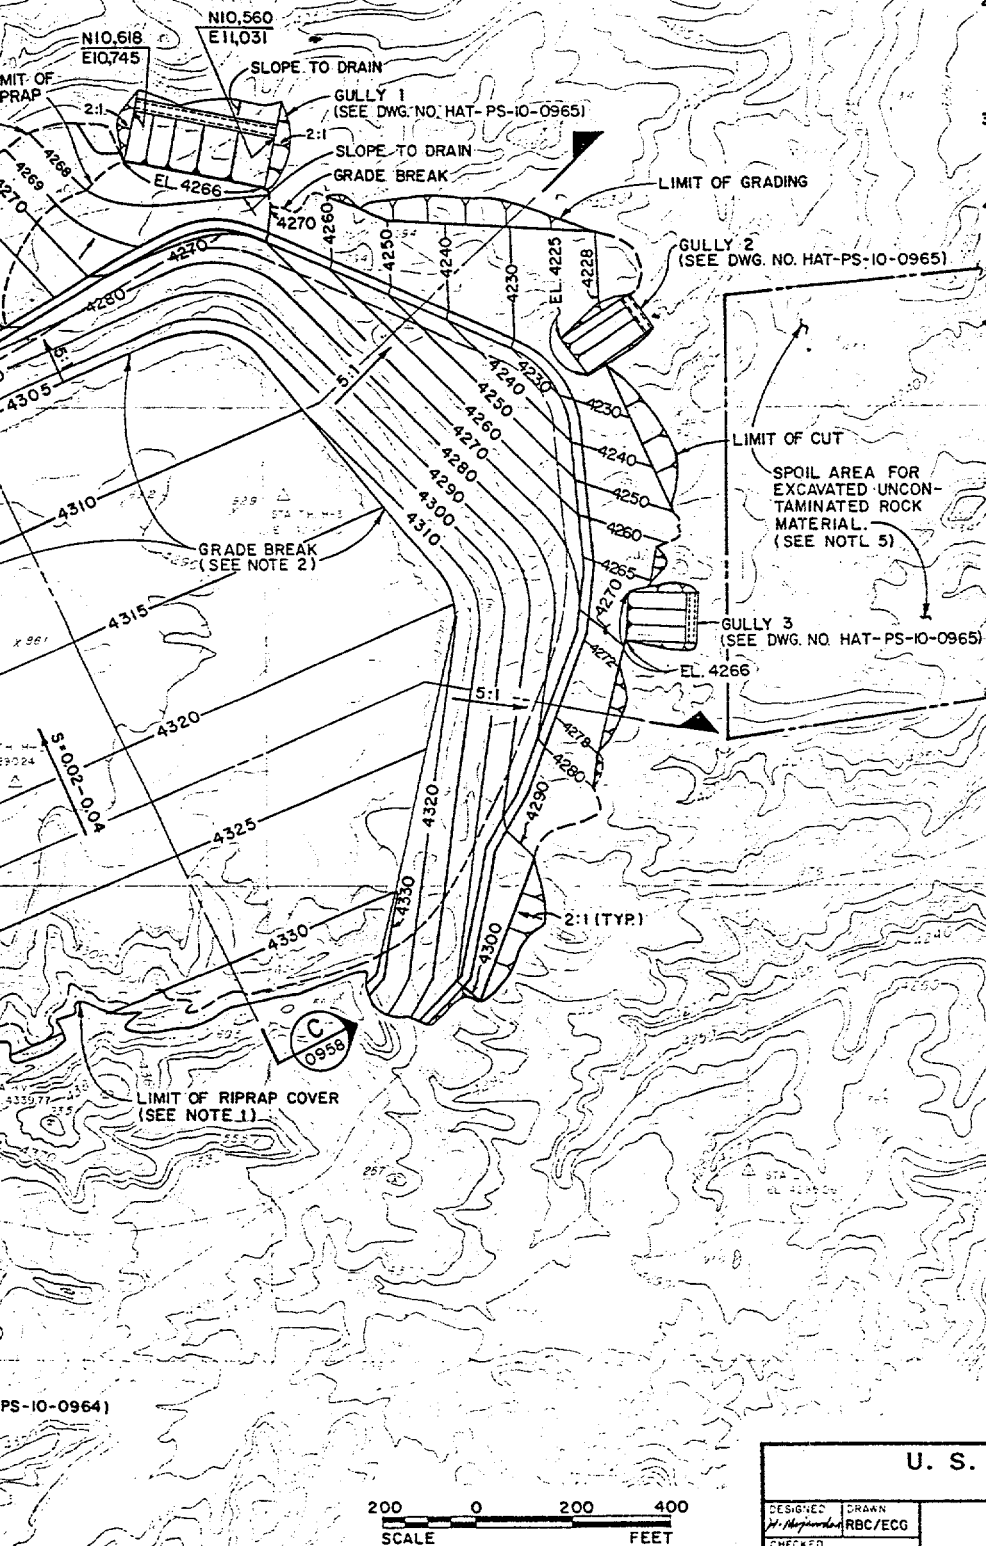 N10,560
E11,031
N10,618
E10,745
SLOPE TO DRAIN
MIT OF
PRAP
2:1
GULLY 1
(SEE DWG. NO. HAT-PS-10-0965)
2:1
SLOPE TO DRAIN
GRADE BREAK
4268
4269
4270
EL. 4266
LIMIT OF GRADING
4270
4260
4250
4240
4230
EL. 4225
4228
GULLY 2
(SEE DWG. NO. HAT-PS-10-0965)
4270
4280
5:1
4305
5:1
4230
4240
4250
4260
4270
4280
4290
4300
4310
4230
4240
4250
4260
4265
4270
4272
LIMIT OF CUT
SPOIL AREA FOR
EXCAVATED UNCON-
TAMINATED ROCK
MATERIAL.
(SEE NOTE 5)
4310
GRADE BREAK
(SEE NOTE 2)
4315
x 961
GULLY 3
(SEE DWG. NO. HAT-PS-10-0965)
EL. 4266
5:1
4320
4278
4280
4290
S=0.02-0.04
4320
4325
4330
4330
2:1 (TYP.)
4300
C
0958
LIMIT OF RIPRAP COVER
(SEE NOTE 1)
4339.77
267
PS-10-0964)
200 0 200 400
SCALE FEET
U. S.
DESIGNED DRAWN
RBC/ECG
CHECKED